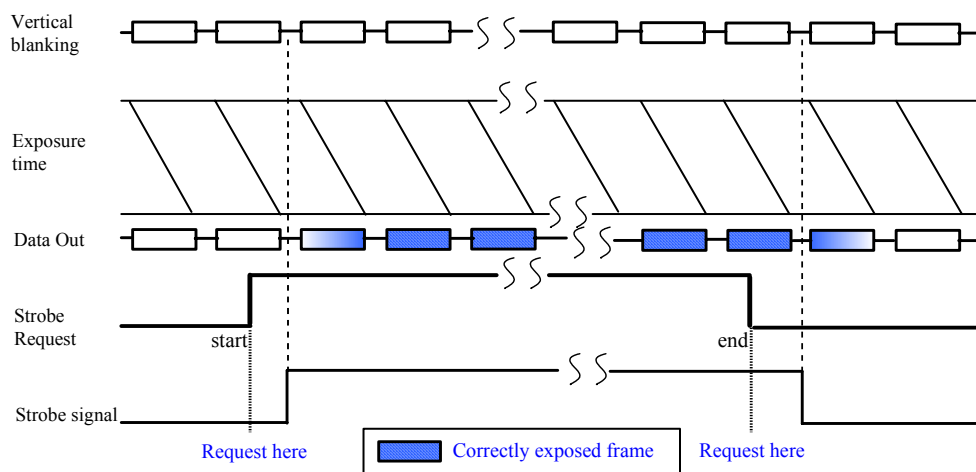 Vertical
blanking
Exposure
time
Data Out
Strobe
Request
start
end
Strobe signal
Request here
Request here
Correctly exposed frame